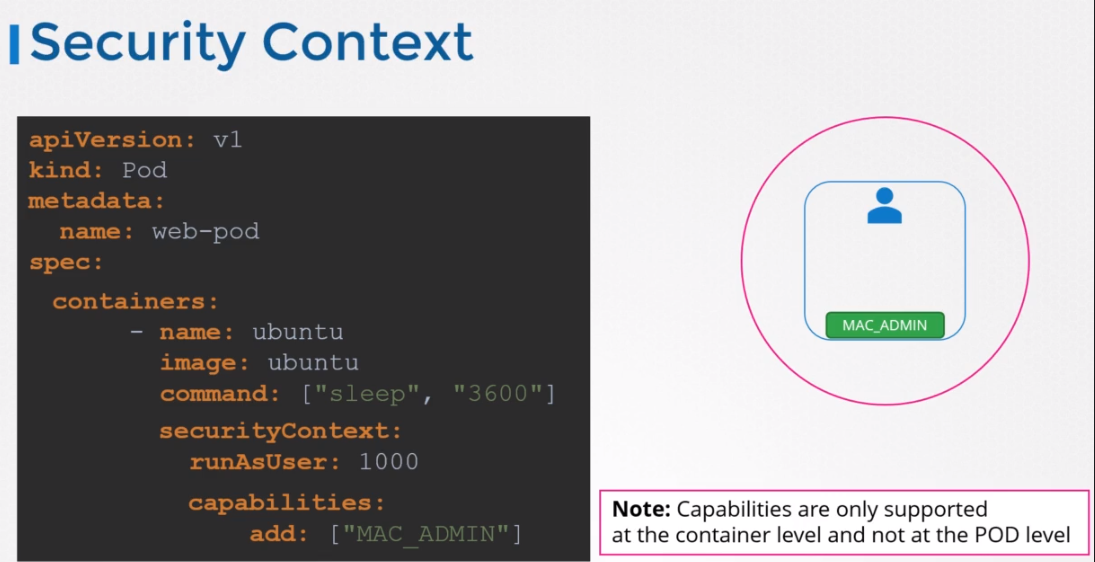 Security Context
apiVersion: v1
kind: Pod
metadata:
  name: web-pod
spec:
  containers:
    - name: ubuntu
      image: ubuntu
      command: ["sleep", "3600"]
      securityContext:
        runAsUser: 1000
        capabilities:
            add: ["MAC_ADMIN"]
MAC_ADMIN
Note: Capabilities are only supported
at the container level and not at the POD level